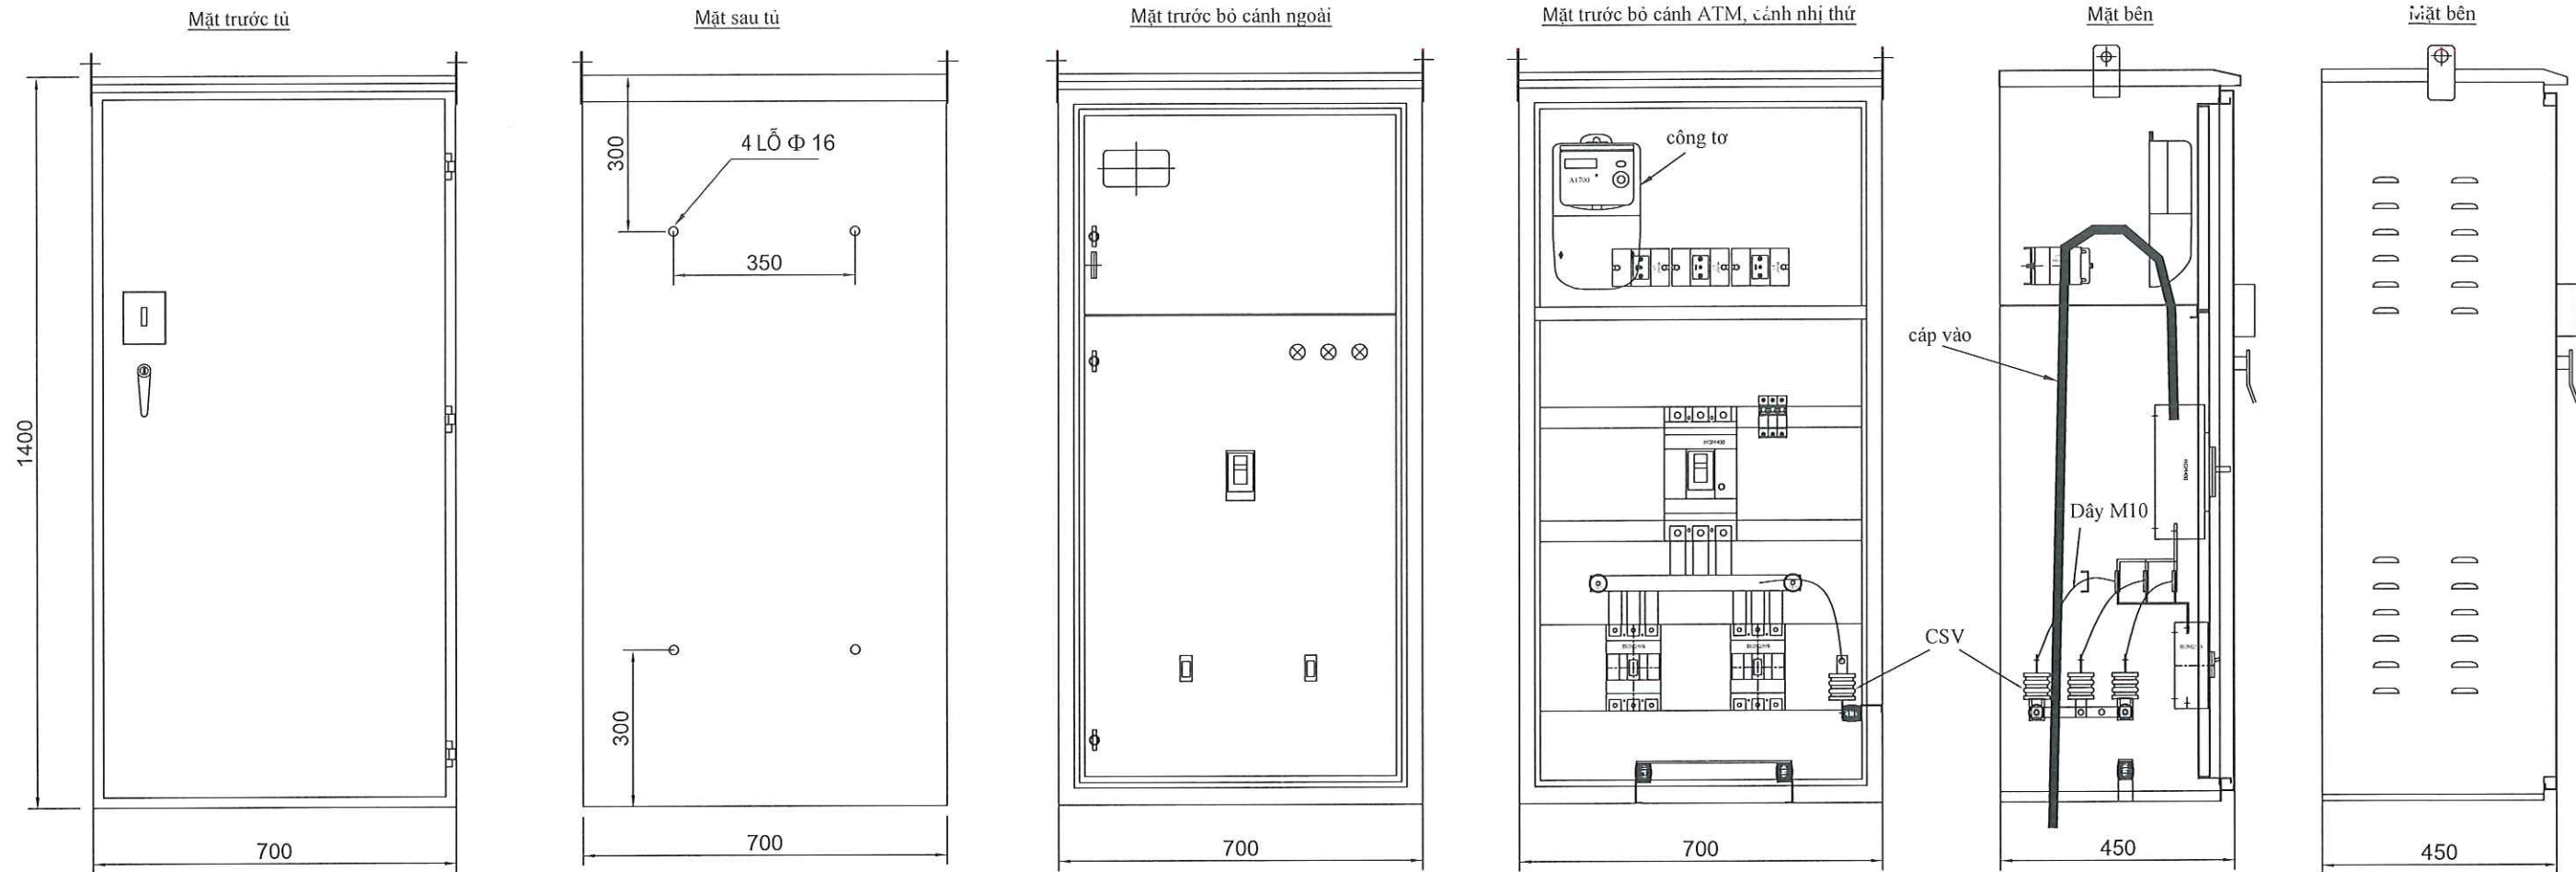 Mặt trước tủ
Mặt sau tủ
Mặt trước bỏ cánh ngoài
Mặt trước bỏ cánh ATM, cánh nhị thứ
Mặt bên
Mặt bên
1400
700
300
4 LỖ Φ 16
350
300
700
700
công tơ
A1700
CSV
700
cáp vào
Dây M10
450
450